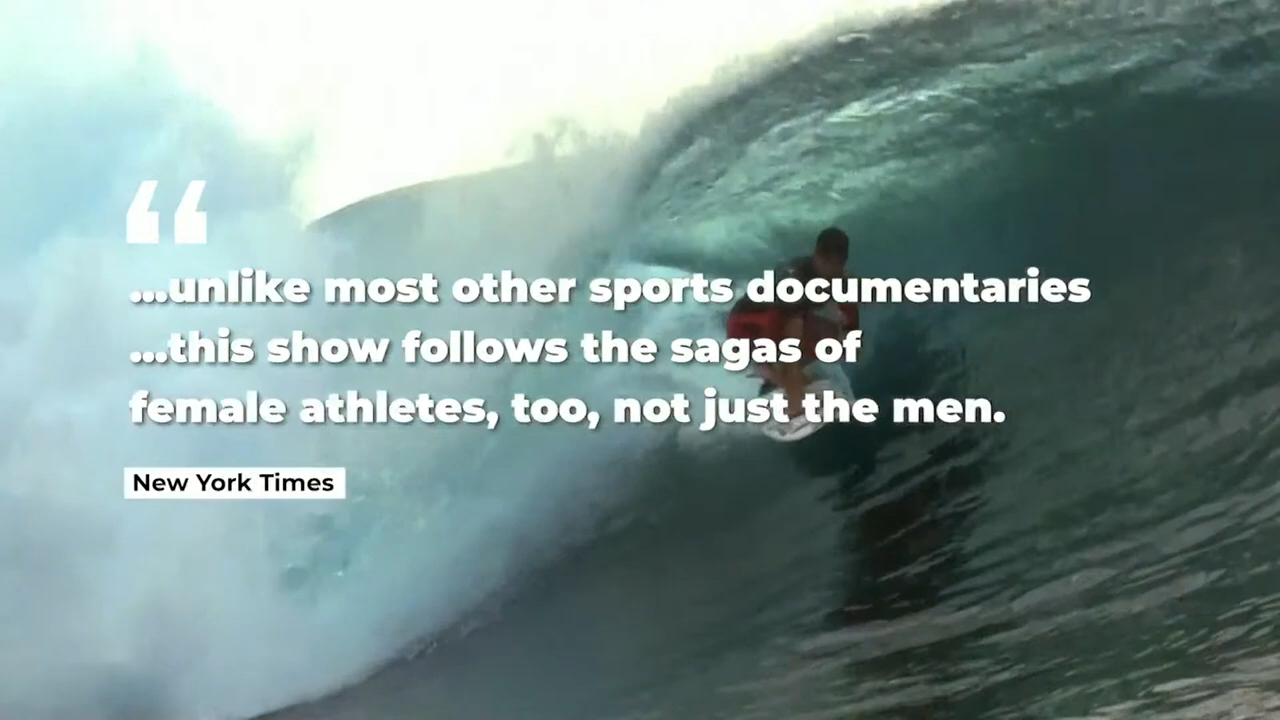 “
...unlike most other sports documentaries
...this show follows the sagas of
female athletes, too, not just the men.
New York Times